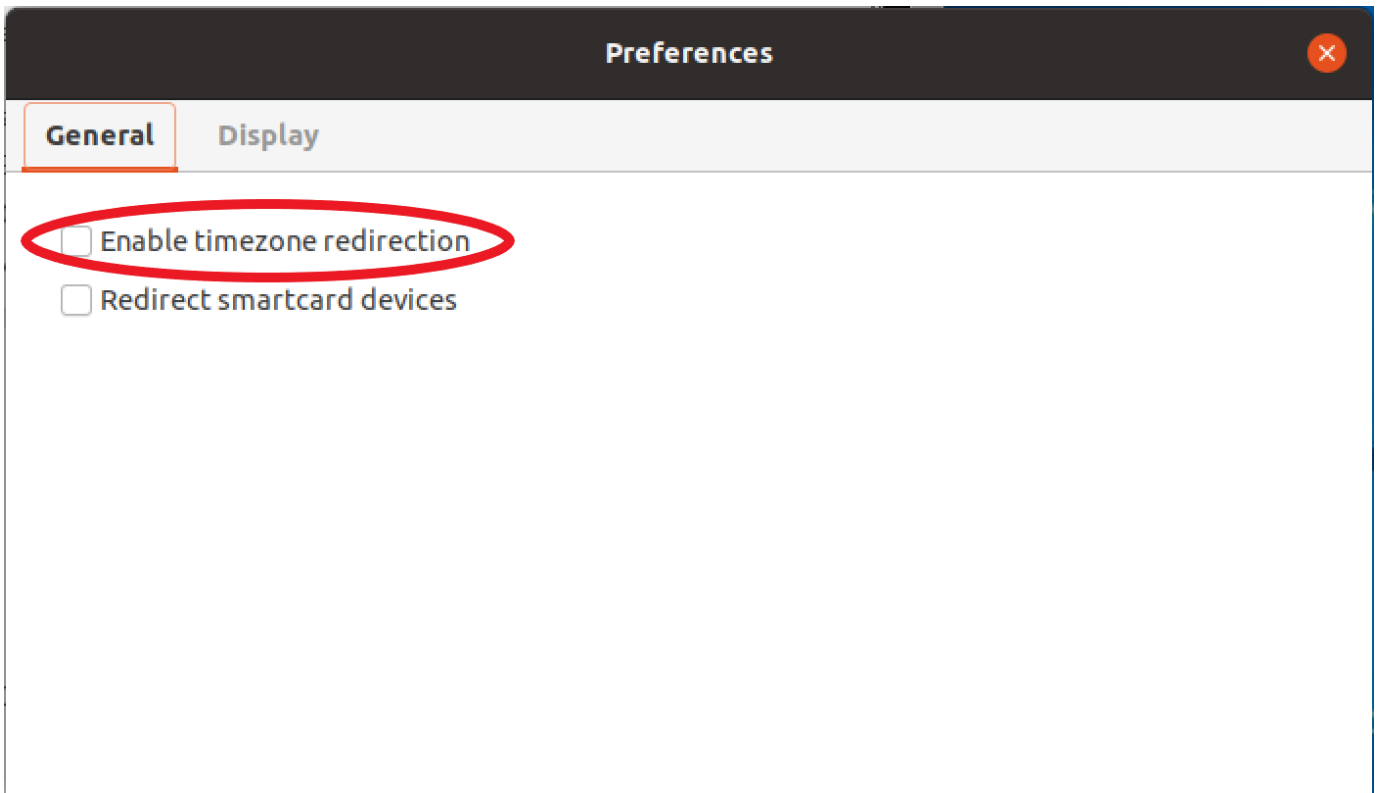 Preferences
General Display
Enable timezone redirection
Redirect smartcard devices